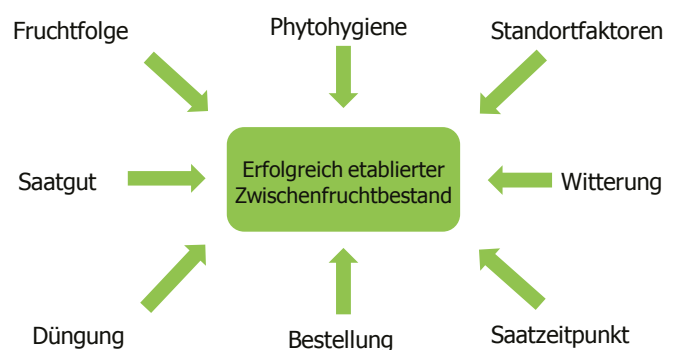 Fruchtfolge
Phytohygiene
Standortfaktoren
Saatgut
Erfolgreich etablierter
Zwischenfruchtbestand
Witterung
Düngung
Bestellung
Saatzeitpunkt